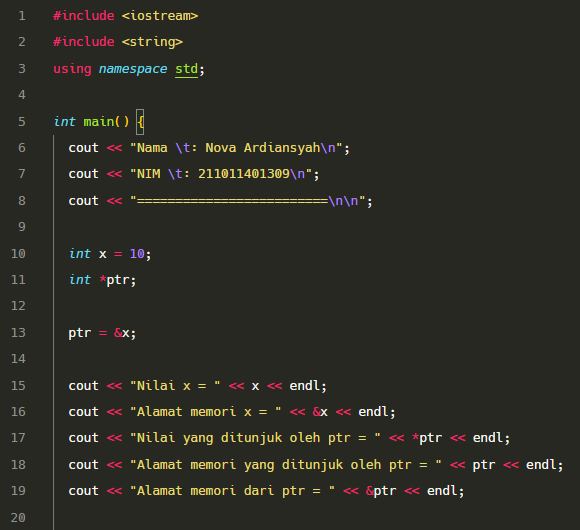 1 #include <iostream>
2 #include <string>
3 using namespace std;
4
5 int main() {
6 cout << "Nama \t: Nova Ardiansyah\n";
7 cout << "NIM \t: 211011401309\n";
8 cout << "=========================\n\n";
9
10 int x = 10;
11 int *ptr;
12
13 ptr = &x;
14
15 cout << "Nilai x = " << x << endl;
16 cout << "Alamat memori x = " << &x << endl;
17 cout << "Nilai yang ditunjuk oleh ptr = " << *ptr << endl;
18 cout << "Alamat memori yang ditunjuk oleh ptr = " << ptr << endl;
19 cout << "Alamat memori dari ptr = " << &ptr << endl;
20